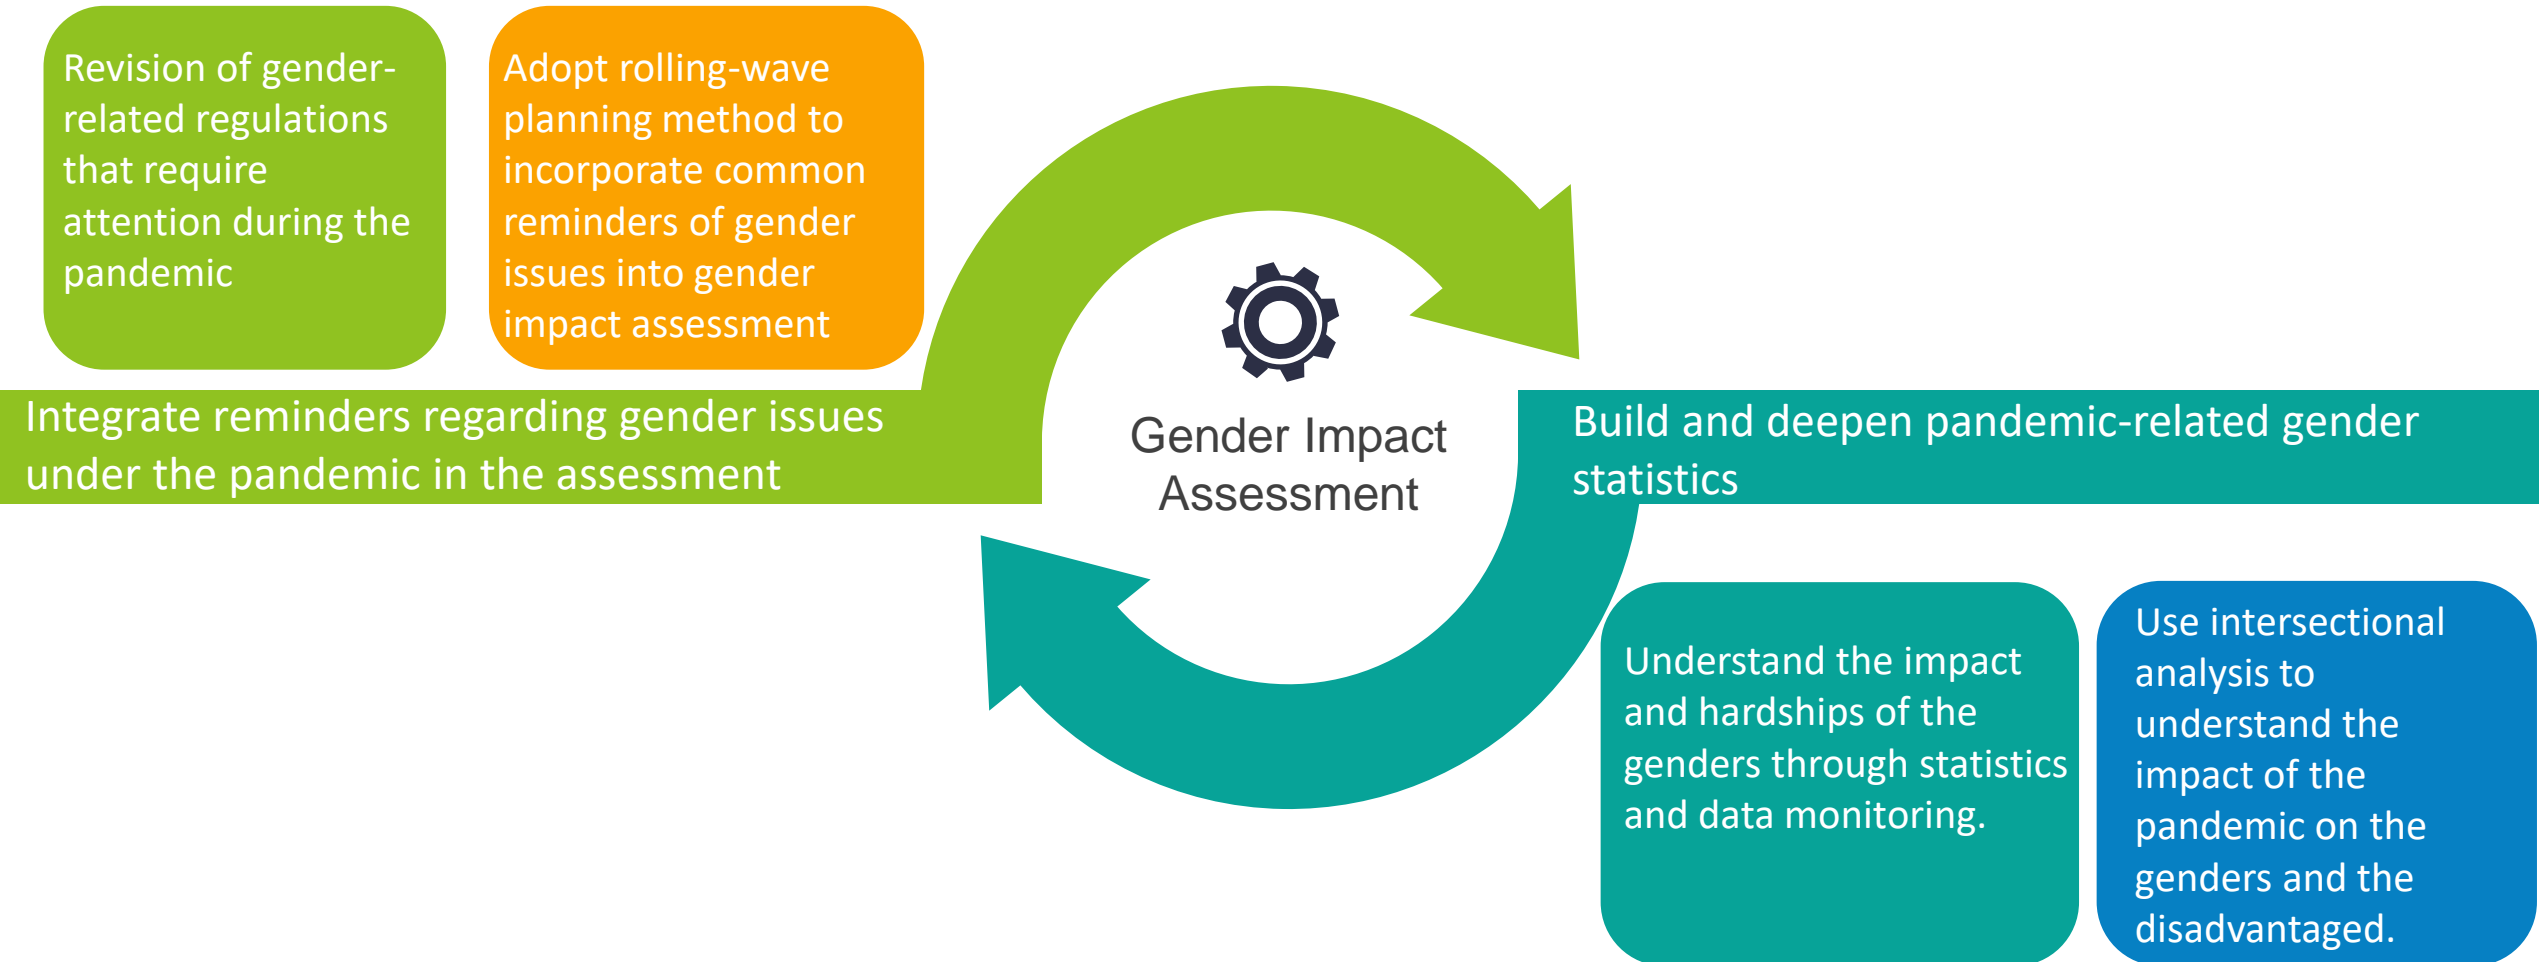 Revision of gender-
related regulations
that require
attention during the
pandemic
Adopt rolling-wave
planning method to
incorporate common
reminders of gender
issues into gender
impact assessment
Integrate reminders regarding gender issues
under the pandemic in the assessment
Gender Impact
Assessment
Build and deepen pandemic-related gender
statistics
Understand the impact
and hardships of the
genders through statistics
and data monitoring.
Use intersectional
analysis to
understand the
impact of the
pandemic on the
genders and the
disadvantaged.